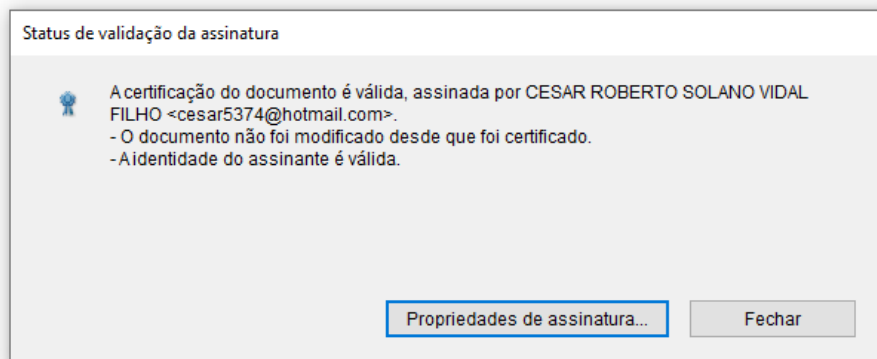 Status de validação da assinatura
A certificação do documento é válida, assinada por CESAR ROBERTO SOLANO VIDAL
FILHO <cesar5374@hotmail.com>.
- O documento não foi modificado desde que foi certificado.
- A identidade do assinante é válida.
Propriedades de assinatura...
Fechar